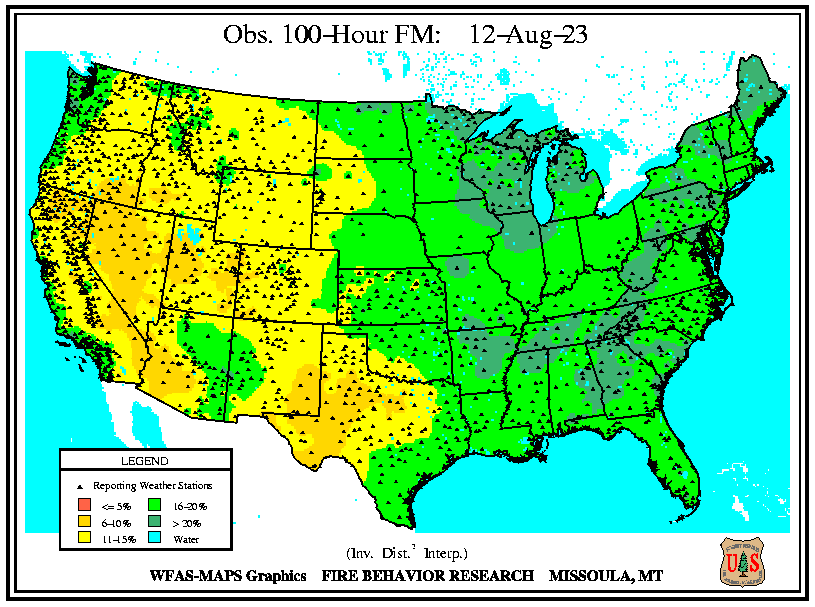 Obs. 100-Hour FM: 12-Aug-23
LEGEND
Reporting Weather Stations
<= 5% 16-20%
6-10% > 20%
11-15% Water
(Inv. Dist.² Interp.)
WFAS-MAPS Graphics FIRE BEHAVIOR RESEARCH MISSOULA, MT
U S